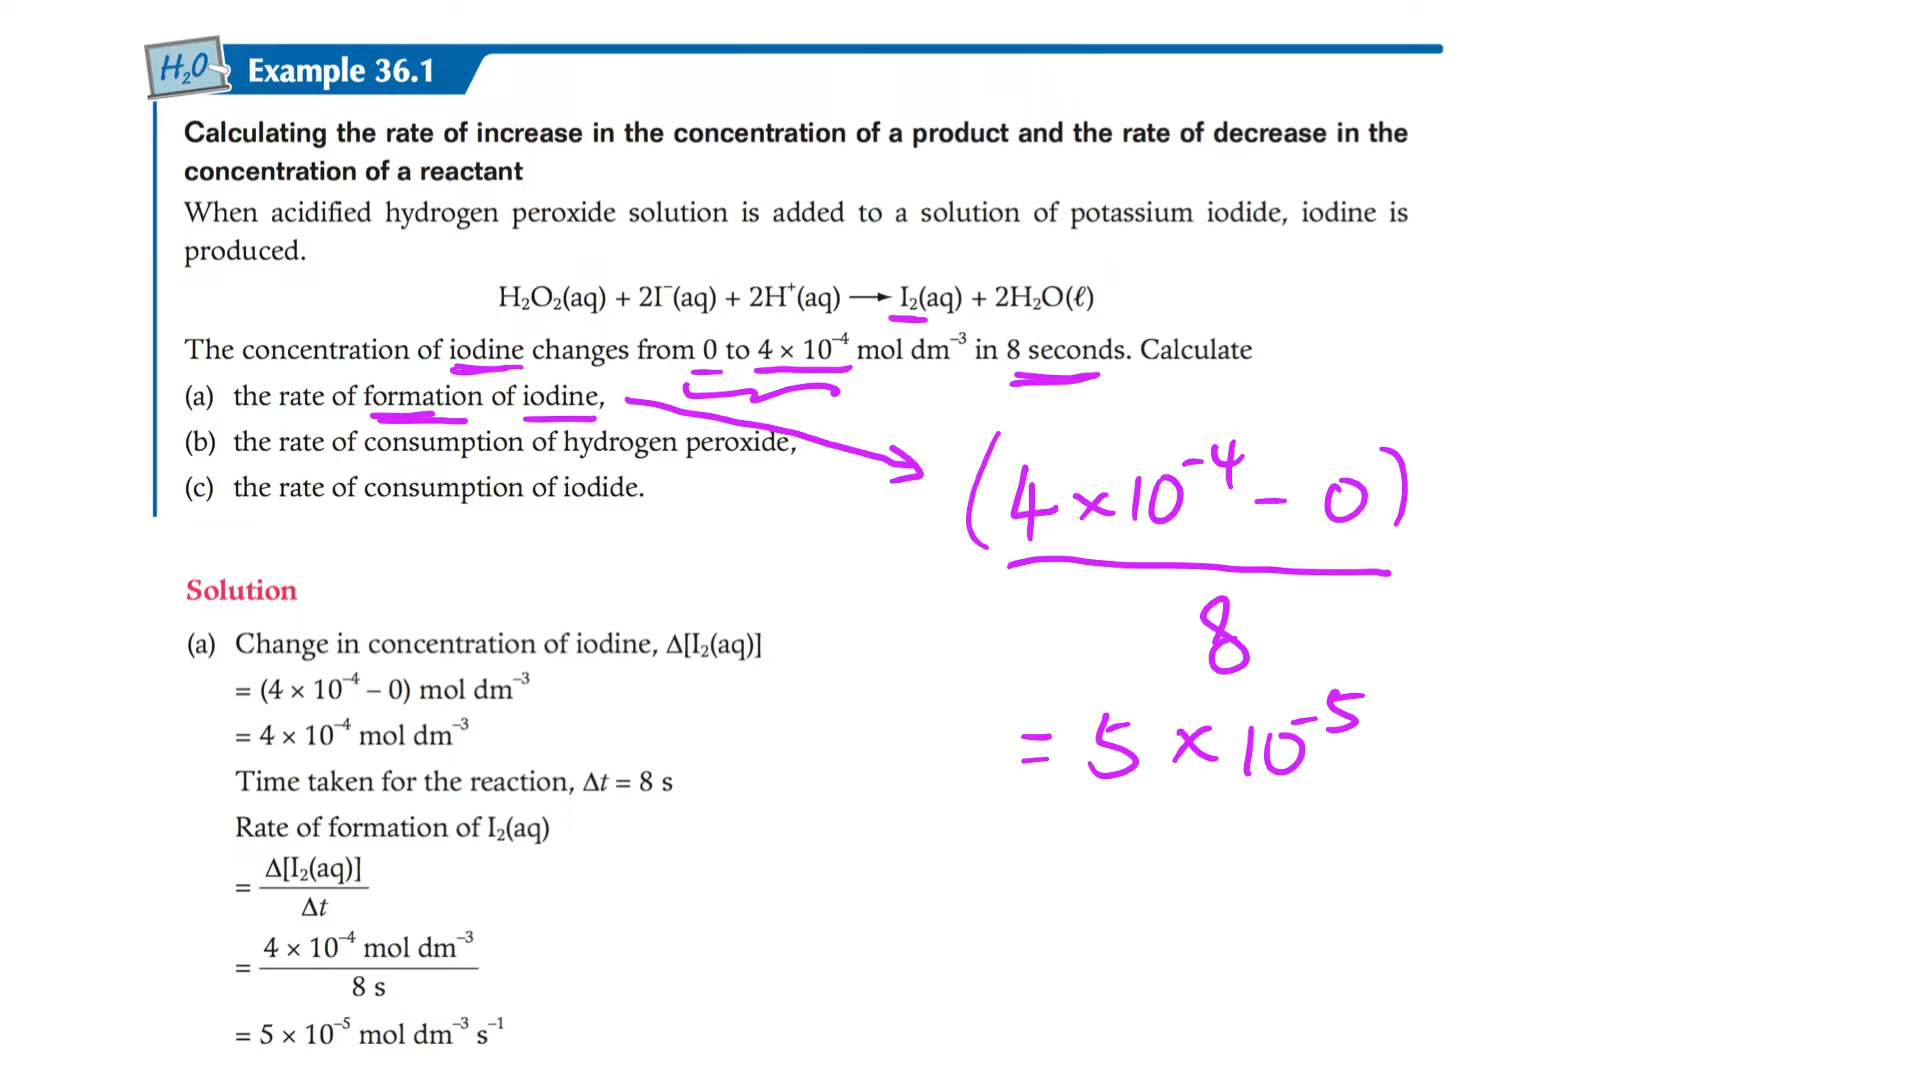 H₂O
Example 36.1
Calculating the rate of increase in the concentration of a product and the rate of decrease in the
concentration of a reactant
When acidified hydrogen peroxide solution is added to a solution of potassium iodide, iodine is
produced.
H₂O₂(aq) + 2I⁻(aq) + 2H⁺(aq) ⟶ I₂(aq) + 2H₂O(ℓ)
The concentration of iodine changes from 0 to 4 × 10⁻⁴ mol dm⁻³ in 8 seconds. Calculate
(a) the rate of formation of iodine,
(b) the rate of consumption of hydrogen peroxide,
(c) the rate of consumption of iodide.
(4 × 10⁻⁴ – 0)
8
= 5 × 10⁻⁵
Solution
(a) Change in concentration of iodine, Δ[I₂(aq)]
= (4 × 10⁻⁴ – 0) mol dm⁻³
= 4 × 10⁻⁴ mol dm⁻³
Time taken for the reaction, Δt = 8 s
Rate of formation of I₂(aq)
= Δ[I₂(aq)]
Δt
= 4 × 10⁻⁴ mol dm⁻³
8 s
= 5 × 10⁻⁵ mol dm⁻³ s⁻¹